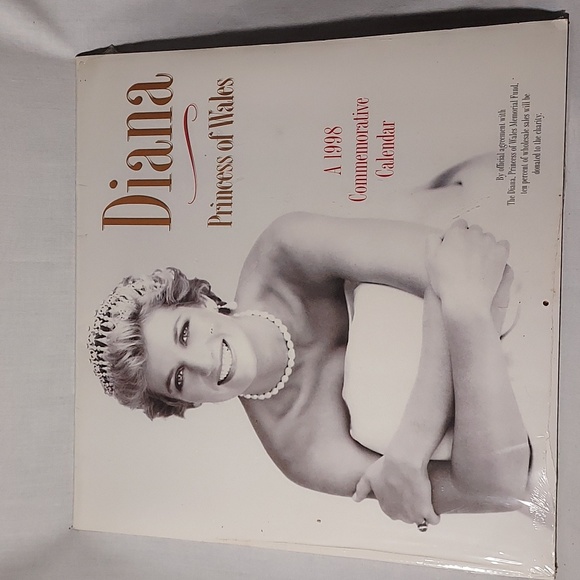 Diana
Princess of Wales
A 1998
Commemorative
Calendar
By official agreement with
The Diana, Princess of Wales Memorial Fund,
ten percent of wholesale sales will be
donated to the charity.